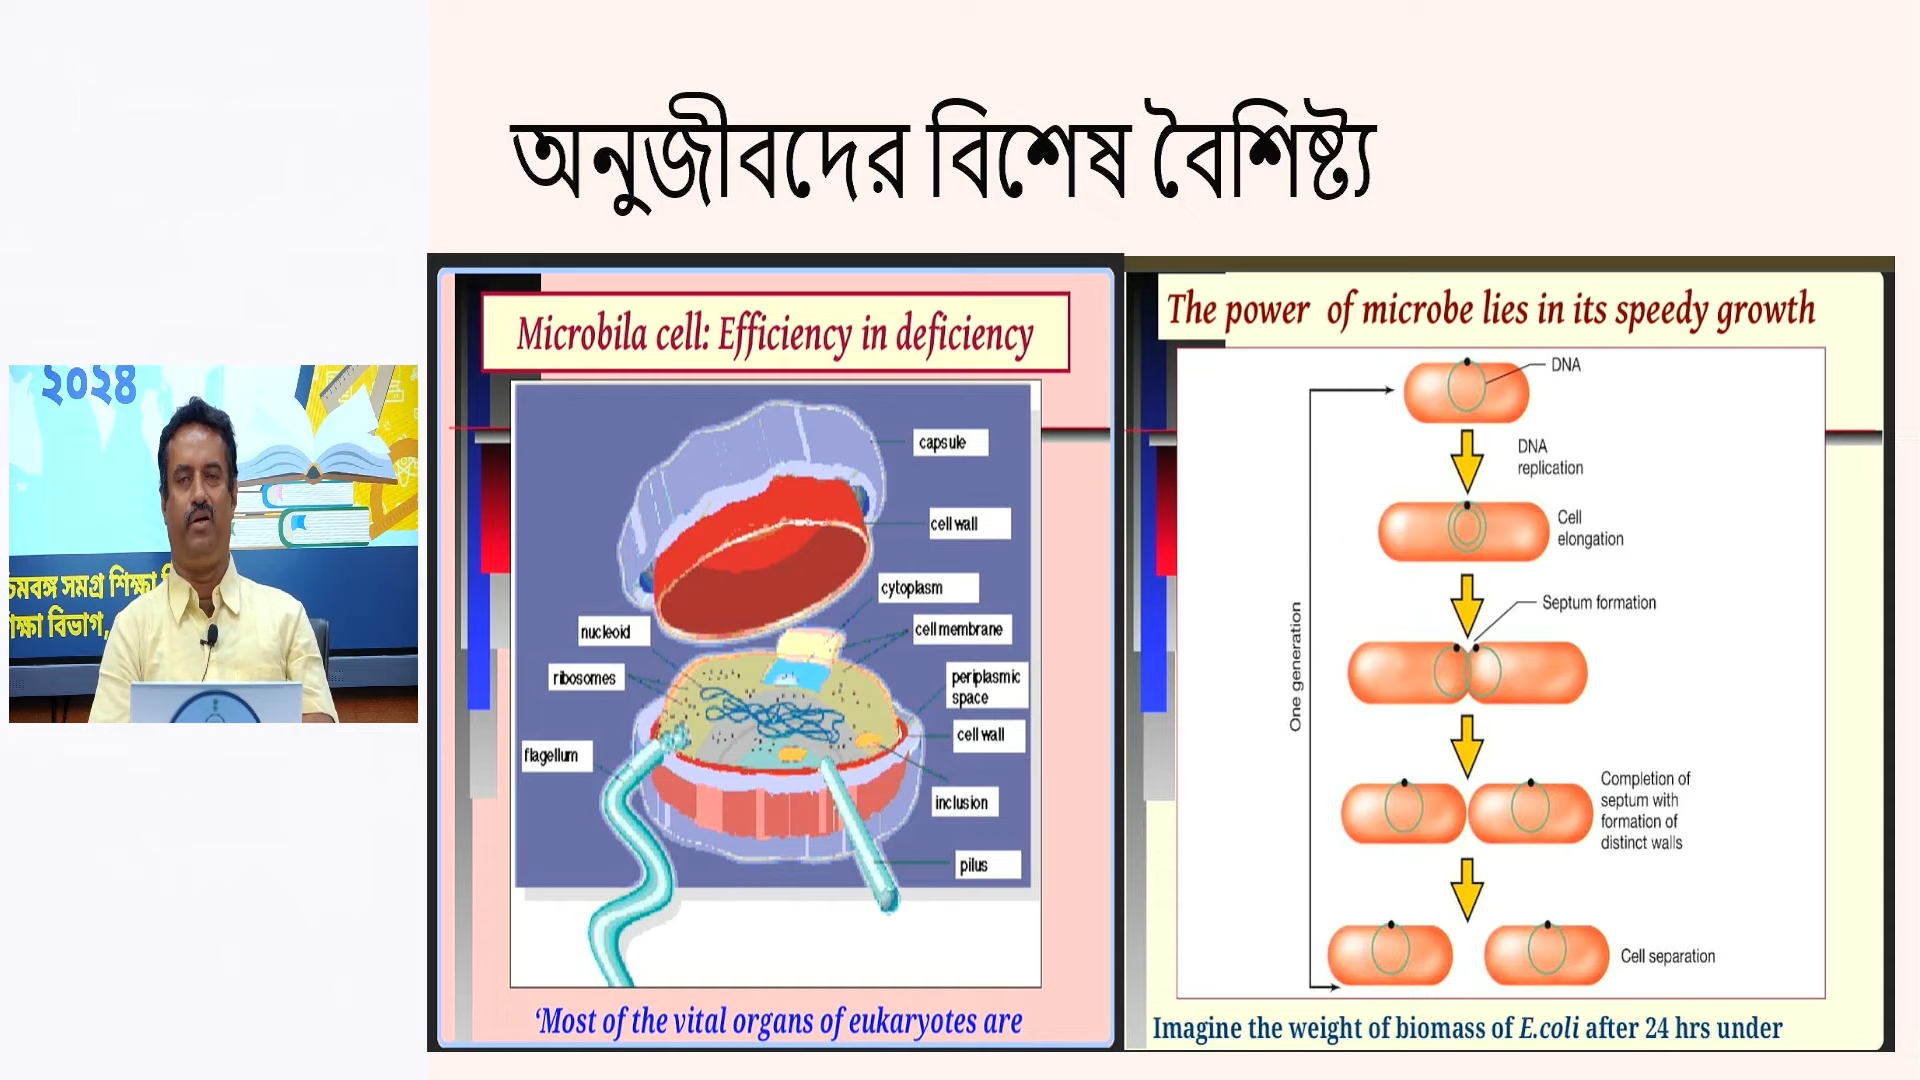 অনুজীবদের বিশেষ বৈশিষ্ট্য
২০২৪
সমগ্র শিক্ষা
বিভাগ,
Microbila cell: Efficiency in deficiency
capsule
cell wall
cytoplasm
nucleoid
cell membrane
ribosomes
periplasmic
space
cell wall
flagellum
inclusion
pilus
‘Most of the vital organs of eukaryotes are
The power of microbe lies in its speedy growth
DNA
DNA
replication
Cell
elongation
Septum formation
One generation
Completion of
septum with
formation of
distinct walls
Cell separation
Imagine the weight of biomass of E.coli after 24 hrs under